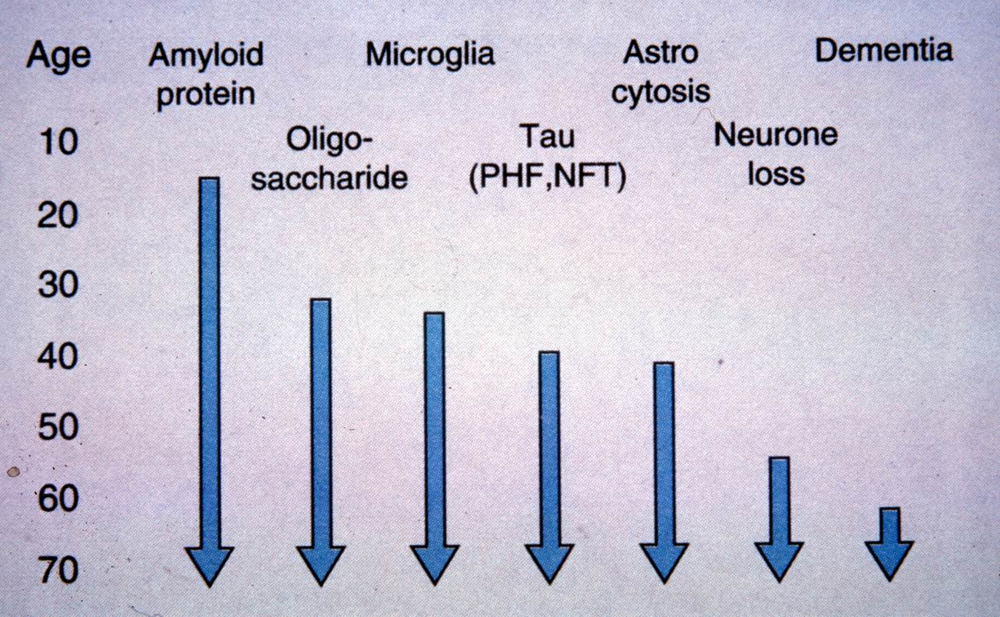 Age
Amyloid
protein
Oligo-
saccharide
Microglia
Tau
(PHF,NFT)
Astro
cytosis
Neurone
loss
Dementia
10
20
30
40
50
60
70